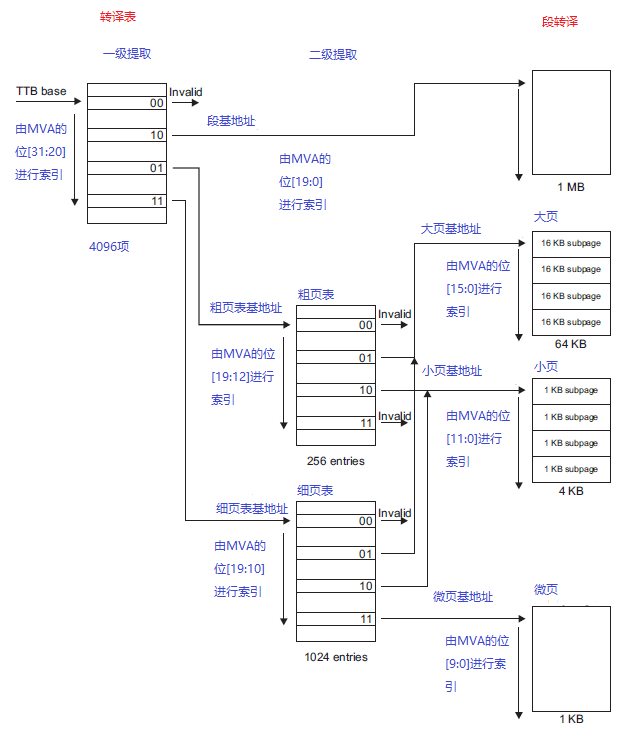 转译表
段转译
一级提取
二级提取
TTB base
Invalid
00
段基地址
由MVA的
位[31:20]
进行索引
10
由MVA的
位[19:0]
进行索引
01
11
1 MB
4096项
大页基地址
大页
16 KB subpage
16 KB subpage
16 KB subpage
16 KB subpage
由MVA的位
[15:0]进行
索引
64 KB
粗页表基地址
粗页表
Invalid
00
由MVA的位
[19:12]进行
索引
01
10
Invalid
11
256 entries
小页基地址
小页
1 KB subpage
1 KB subpage
1 KB subpage
1 KB subpage
由MVA的位
[11:0]进行
索引
4 KB
细页表基地址
细页表
Invalid
00
由MVA的
位[19:10]
进行索引
01
10
11
1024 entries
微页基地址
微页
由MVA的位
[9:0]进行索
引
1 KB